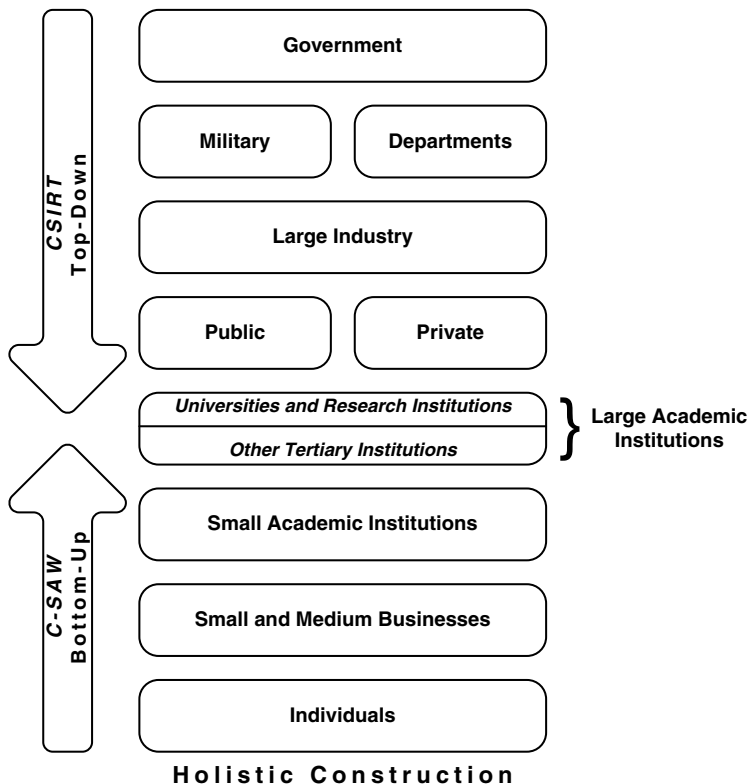 Government
Military
Departments
CSIRT
Top-Down
Large Industry
Public
Private
Universities and Research Institutions
Other Tertiary Institutions
Large Academic
Institutions
Small Academic Institutions
C-SAW
Bottom-Up
Small and Medium Businesses
Individuals
Holistic Construction